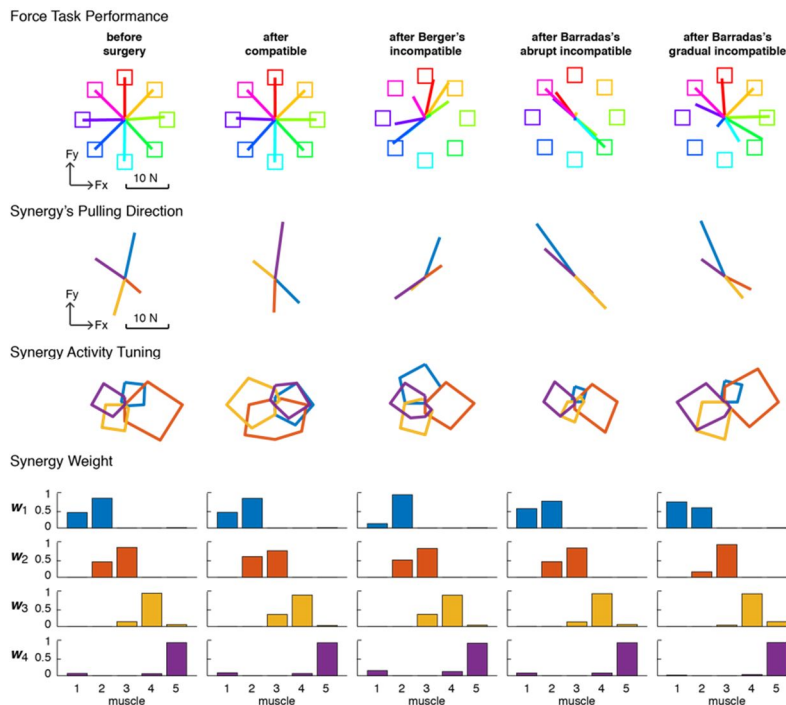 Force Task Performance
before surgery
after compatible
after Berger's incompatible
after Barradas's abrupt incompatible
after Barradas's gradual incompatible
Fy
Fx
10 N
Synergy's Pulling Direction
Fy
Fx
10 N
Synergy Activity Tuning
Synergy Weight
w1
1
0.5
0
w2
1
0.5
0
w3
1
0.5
0
w4
1
0.5
1 2 3 4 5
muscle
1 2 3 4 5
muscle
1 2 3 4 5
muscle
1 2 3 4 5
muscle
1 2 3 4 5
muscle